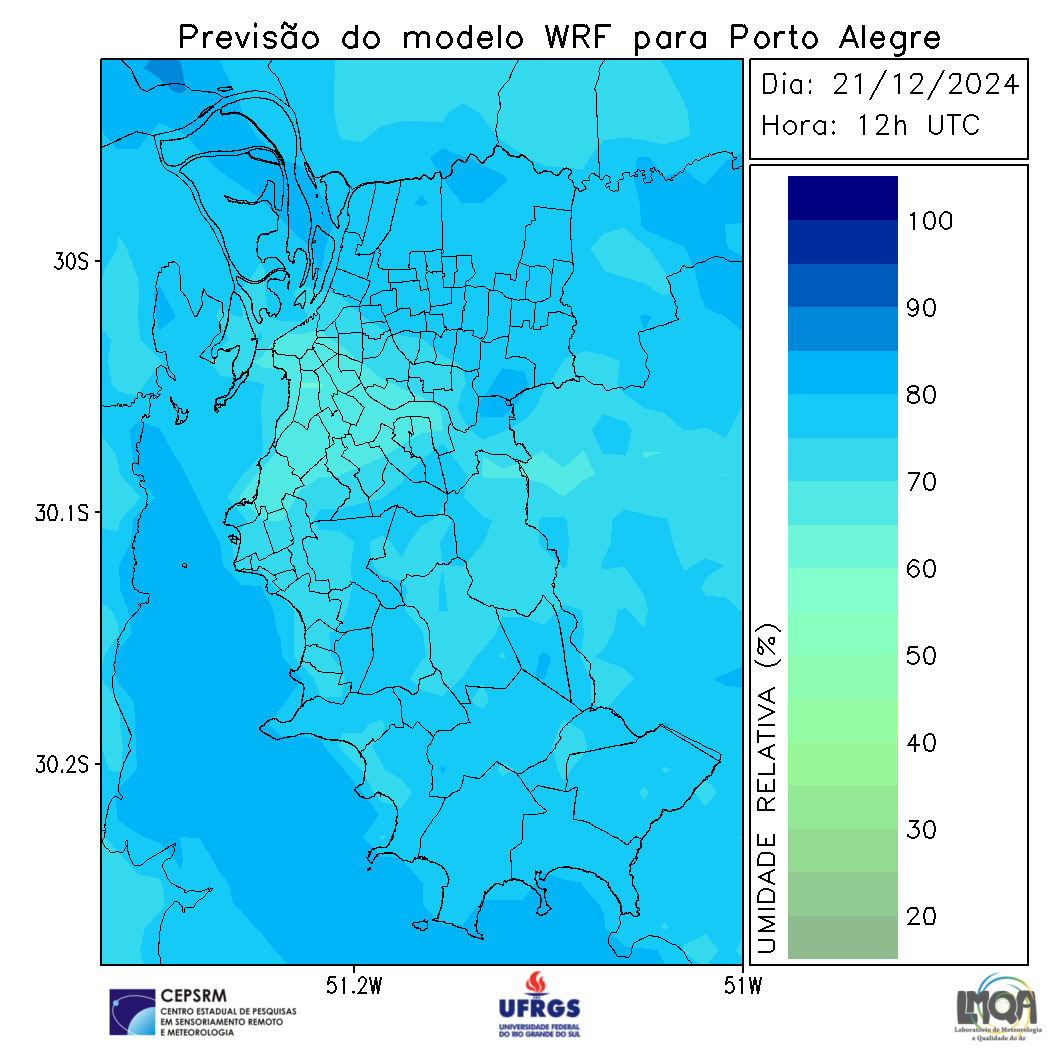 Previsão do modelo WRF para Porto Alegre
Dia: 21/12/2024
Hora: 12h UTC
30S
30.1S
30.2S
51.2W
51W
UMIDADE RELATIVA (%)
100
90
80
70
60
50
40
30
20
CEPSRM
CENTRO ESTADUAL DE PESQUISAS
EM SENSORIAMENTO REMOTO
E METEOROLOGIA
UFRGS
UNIVERSIDADE FEDERAL
DO RIO GRANDE DO SUL
LMQA
Laboratório de Meteorologia
e Qualidade do Ar